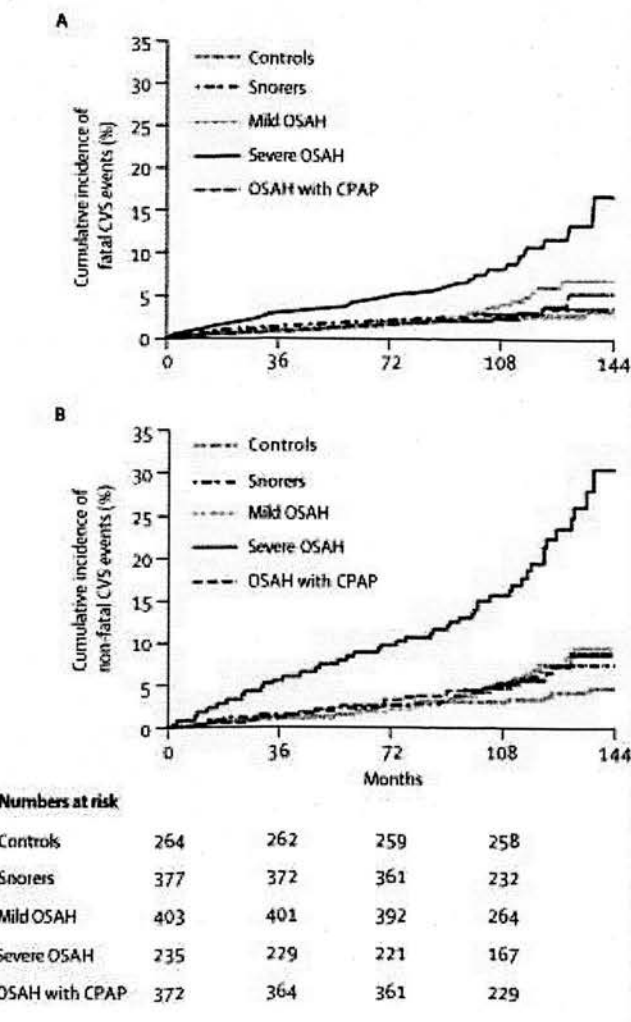 A
Cumulative incidence of
fatal CVS events (%)
35
30
25
20
15
10
5
0
Controls
Snorers
Mild OSAH
Severe OSAH
OSAH with CPAP
0 36 72 108 144
B
Cumulative incidence of
non-fatal CVS events (%)
35
30
25
20
15
10
5
0
Controls
Snorers
Mild OSAH
Severe OSAH
OSAH with CPAP
0 36 72 108 144
Months
Numbers at risk
Controls 264 262 259 258
Snorers 377 372 361 232
Mild OSAH 403 401 392 264
Severe OSAH 235 229 221 167
OSAH with CPAP 372 364 361 229